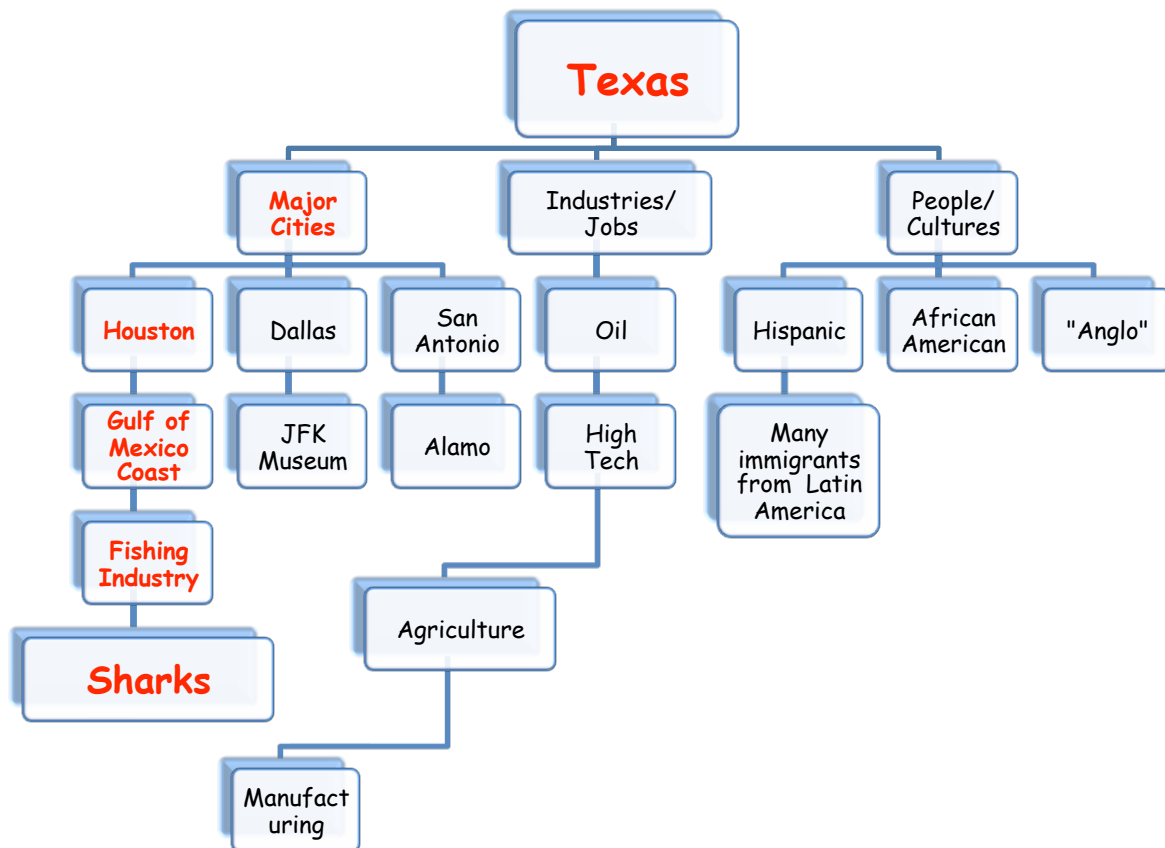 Texas
Major
Cities
Industries/
Jobs
People/
Cultures
Houston
Dallas
San
Antonio
Oil
Hispanic
African
American
"Anglo"
Gulf of
Mexico
Coast
JFK
Museum
Alamo
High
Tech
Many
immigrants
from Latin
America
Fishing
Industry
Agriculture
Sharks
Manufact
uring